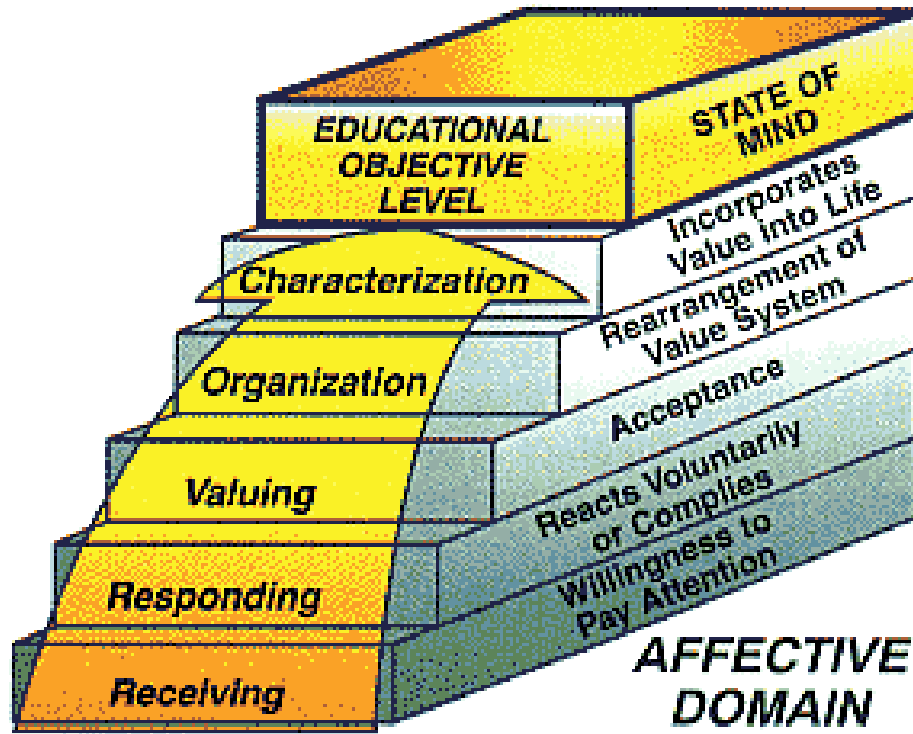 EDUCATIONAL
OBJECTIVE
LEVEL
STATE OF
MIND
Characterization
Incorporates
Value into Life
Organization
Rearrangement of
Value System
Valuing
Acceptance
Responding
Reacts Voluntarily
or Complies
Receiving
Willingness to
Pay Attention
AFFECTIVE
DOMAIN